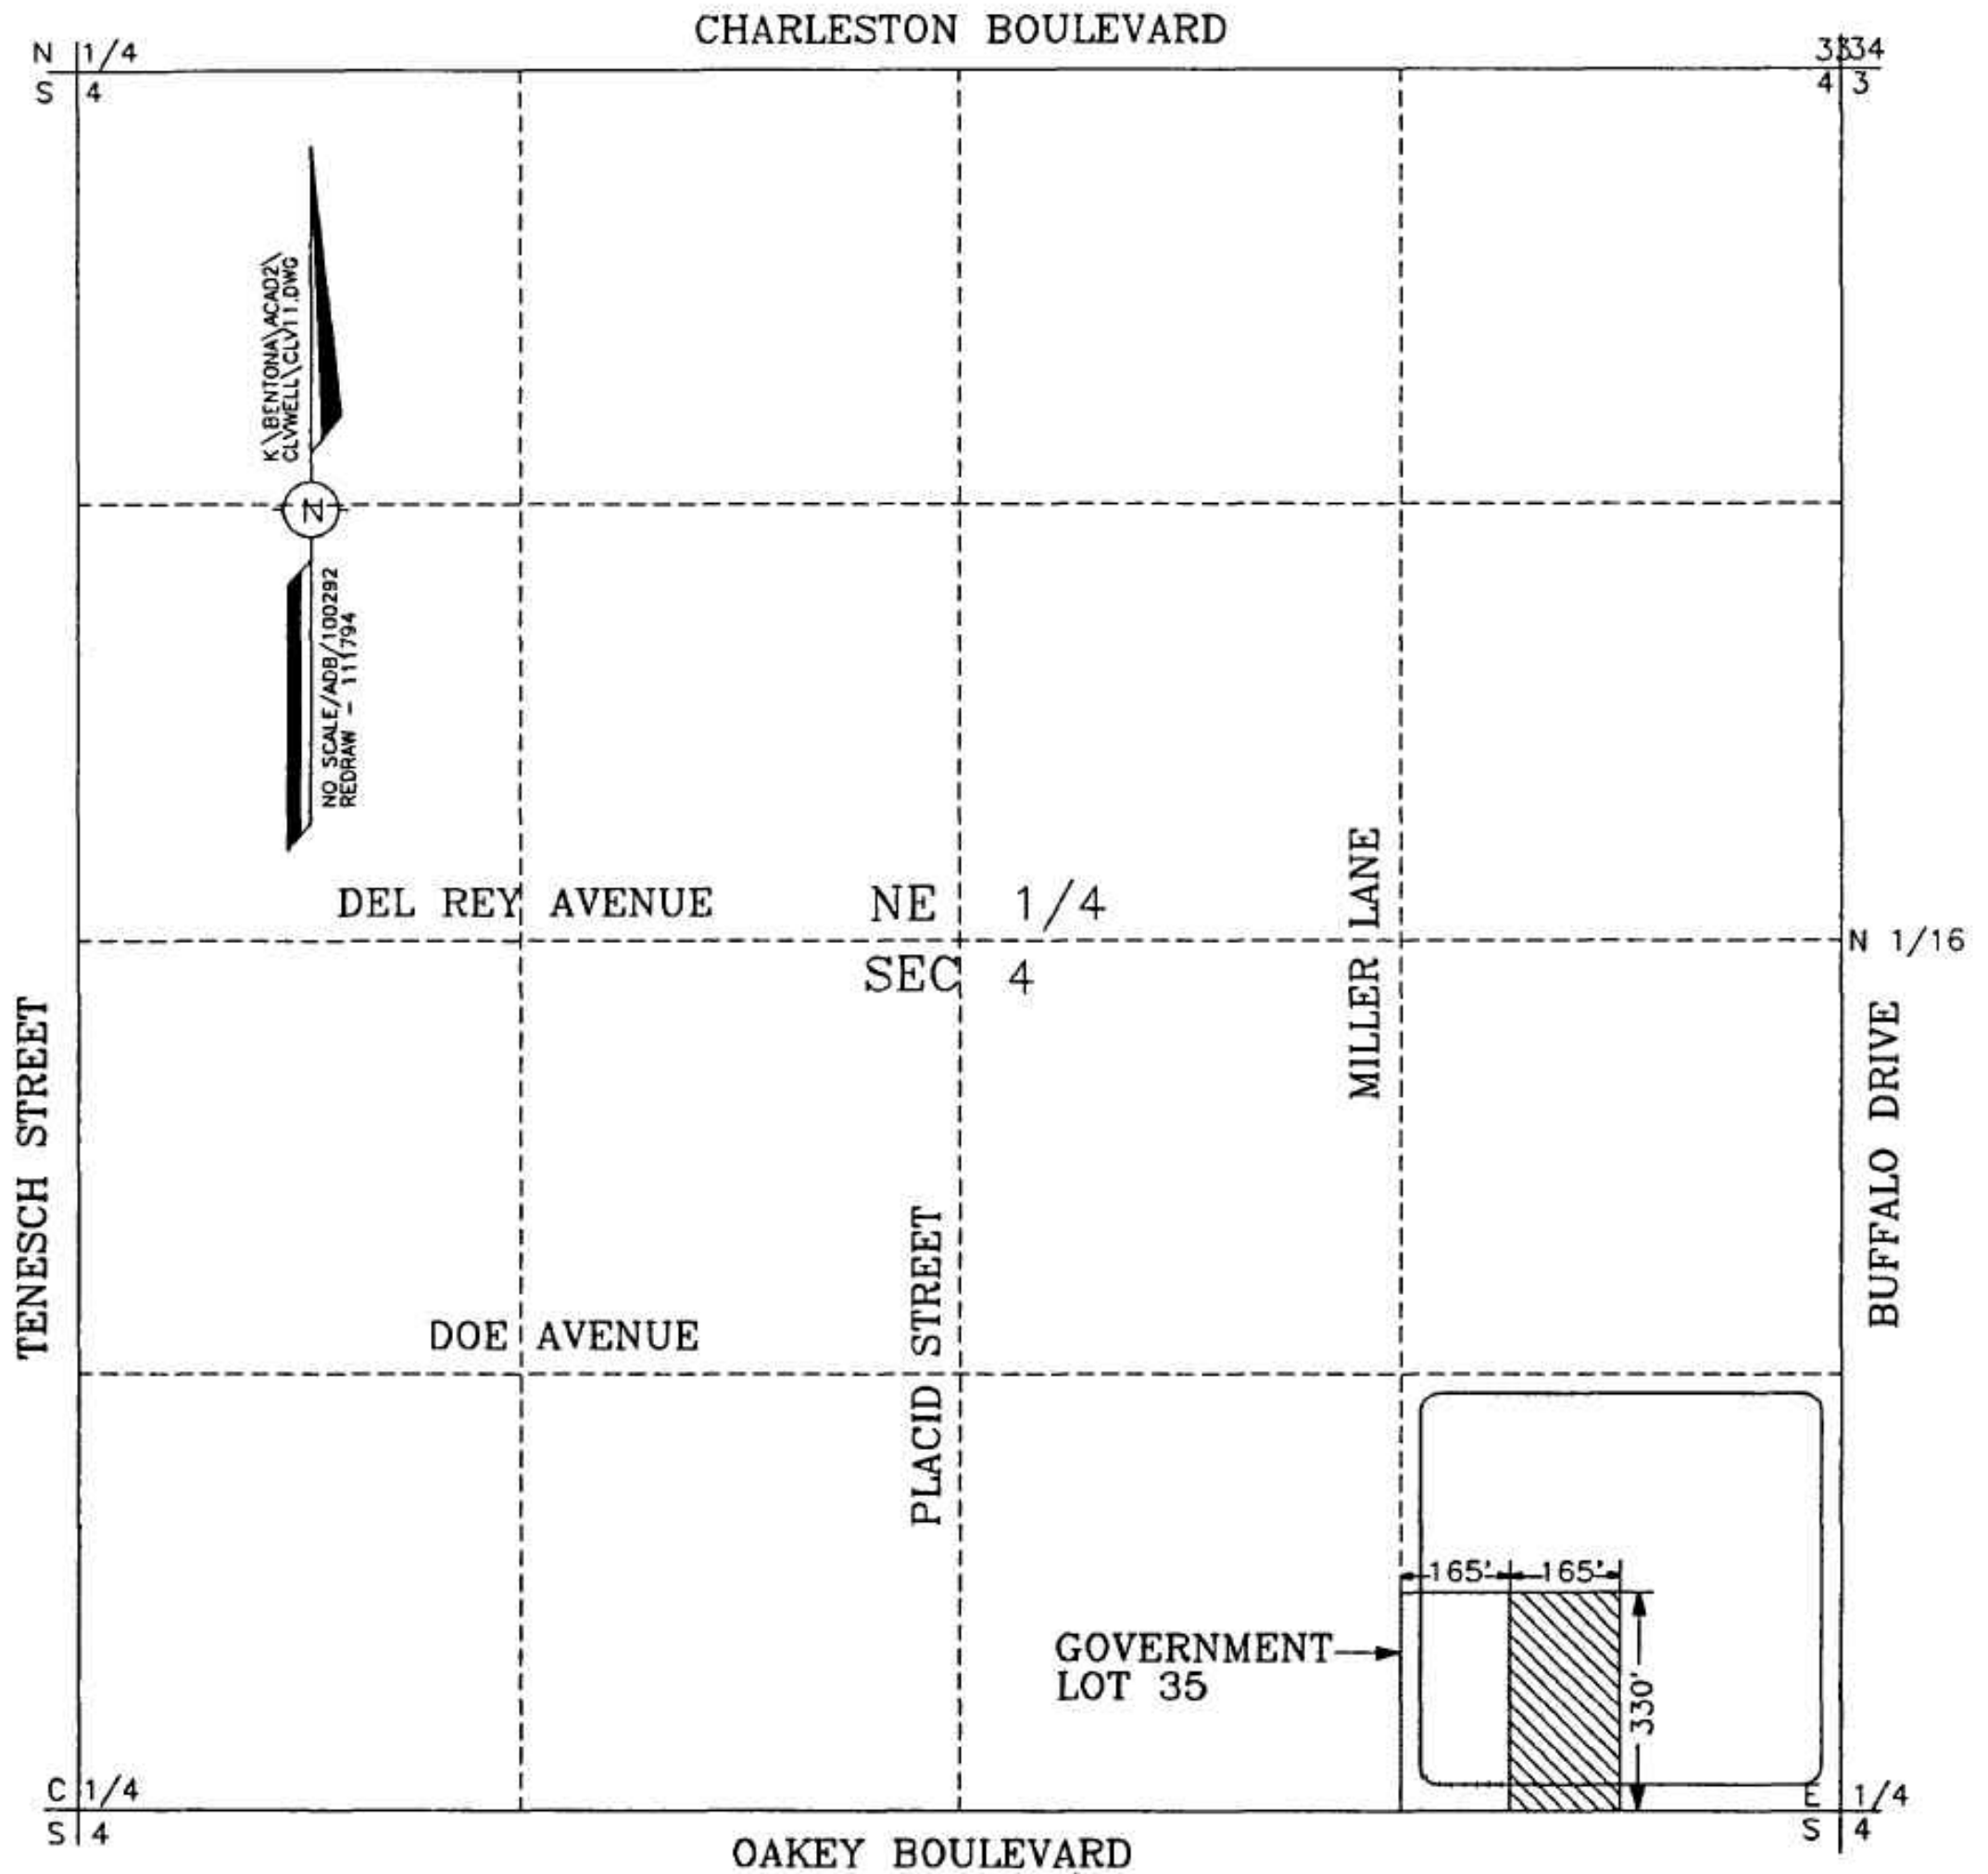 CHARLESTON BOULEVARD
N 1/4
S 4
33 34
4 3
K\BENTONA\ACAD2\
CLVWELL\CLV11.DWG
N
NO SCALE/ADB/100292
REDRAW - 111794
DEL REY AVENUE
NE 1/4
SEC 4
MILLER LANE
N 1/16
TENESCH STREET
BUFFALO DRIVE
PLACID STREET
DOE AVENUE
165' 165'
GOVERNMENT
LOT 35
330'
C 1/4
S 4
E 1/4
S 4
OAKEY BOULEVARD